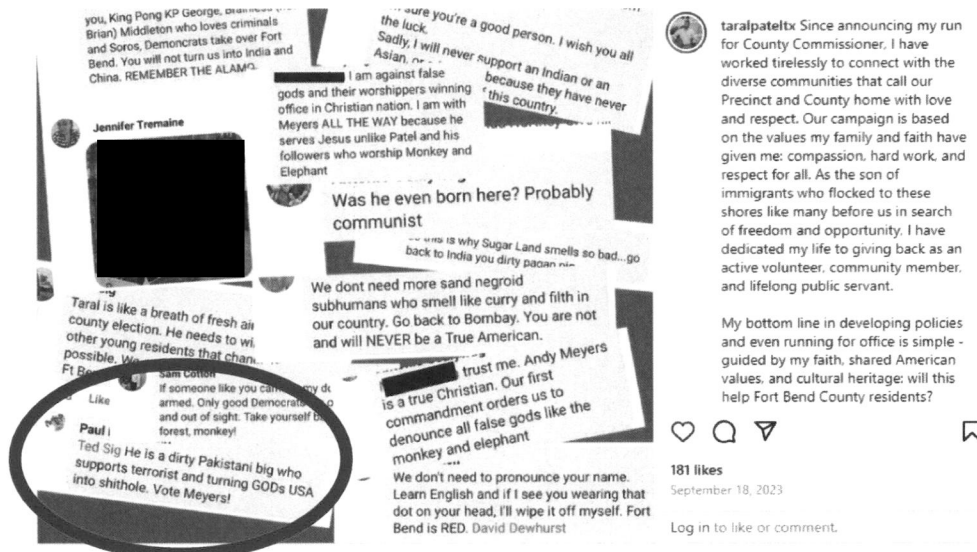 you, King Pong KP George,
Brian) Middleton who loves criminals
and Soros, Demoncrats take over Fort
Bend. You will not turn us into India and
China. REMEMBER THE ALAMO.
sure you're a good person. I wish you all
the luck.
Sadly, I will never support an Indian or an
Asian,
because they have never
this country.
I am against false
gods and their worshippers winning
office in Christian nation. I am with
Meyers ALL THE WAY because he
serves Jesus unlike Patel and his
followers who worship Monkey and
Elephant
Jennifer Tremaine
Was he even born here? Probably
communist
this is why Sugar Land smells so bad...go
back to India you dirty pagan
We dont need more sand negroid
subhumans who smell like curry and filth in
our country. Go back to Bombay. You are not
and will NEVER be a True American.
Taral is like a breath of fresh air
county election. He needs to
other young residents that
possible.
Ft
Like
Sam Cotton
If someone like you my
armed. Only good Democrats
and out of sight. Take yourself
forest, monkey!
Paul
Ted Sig He is a dirty Pakistani big who
supports terrorist and turning GODs USA
into shithole. Vote Meyers!
trust me. Andy Meyers
is a true Christian. Our first
commandment orders us to
denounce all false gods like the
monkey and elephant
We don't need to pronounce your name.
Learn English and if I see you wearing that
dot on your head, I'll wipe it off myself. Fort
Bend is RED. David Dewhurst
taralpateltx Since announcing my run
for County Commissioner, I have
worked tirelessly to connect with the
diverse communities that call our
Precinct and County home with love
and respect. Our campaign is based
on the values my family and faith have
given me: compassion, hard work, and
respect for all. As the son of
immigrants who flocked to these
shores like many before us in search
of freedom and opportunity, I have
dedicated my life to giving back as an
active volunteer, community member,
and lifelong public servant.
My bottom line in developing policies
and even running for office is simple -
guided by my faith, shared American
values, and cultural heritage: will this
help Fort Bend County residents?
181 likes
September 18, 2023
Log in to like or comment.